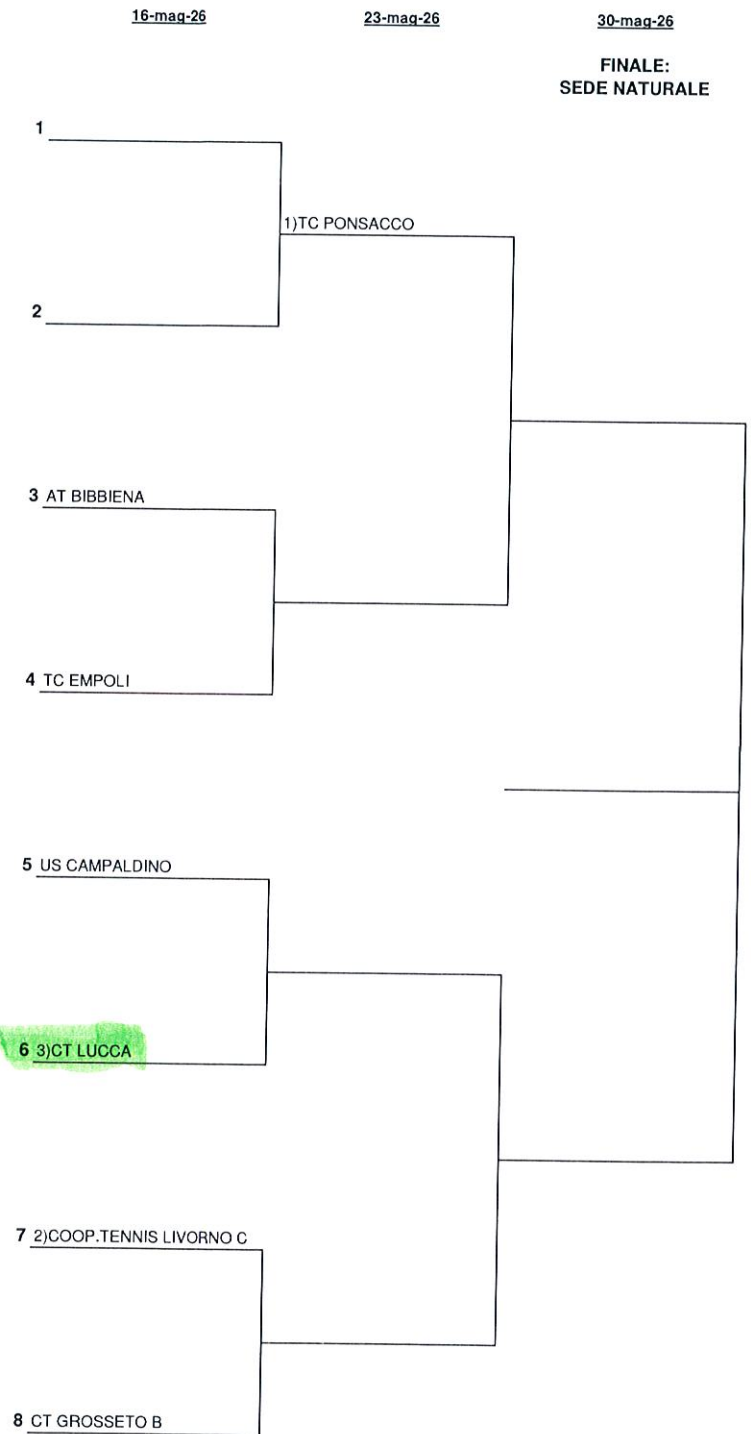 16-mag-26 23-mag-26 30-mag-26
FINALE:
SEDE NATURALE
1
1)TC PONSACCO
2
3 AT BIBBIENA
4 TC EMPOLI
5 US CAMPALDINO
6 3)CT LUCCA
7 2)COOP.TENNIS LIVORNO C
8 CT GROSSETO B